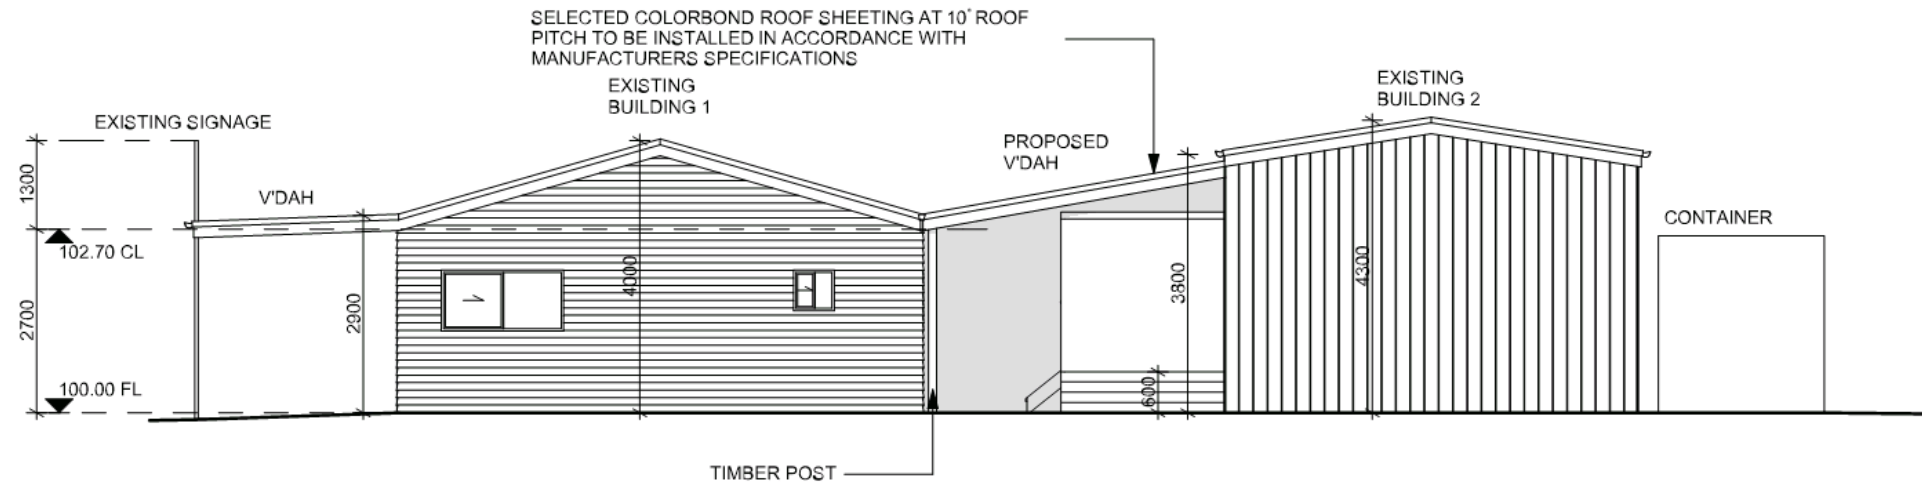 SELECTED COLORBOND ROOF SHEETING AT 10° ROOF
PITCH TO BE INSTALLED IN ACCORDANCE WITH
MANUFACTURERS SPECIFICATIONS
EXISTING
BUILDING 1
EXISTING
BUILDING 2
EXISTING SIGNAGE
PROPOSED
V'DAH
1300
V'DAH
CONTAINER
102.70 CL
4000
3800
4300
2700
2900
100.00 FL
600
TIMBER POST